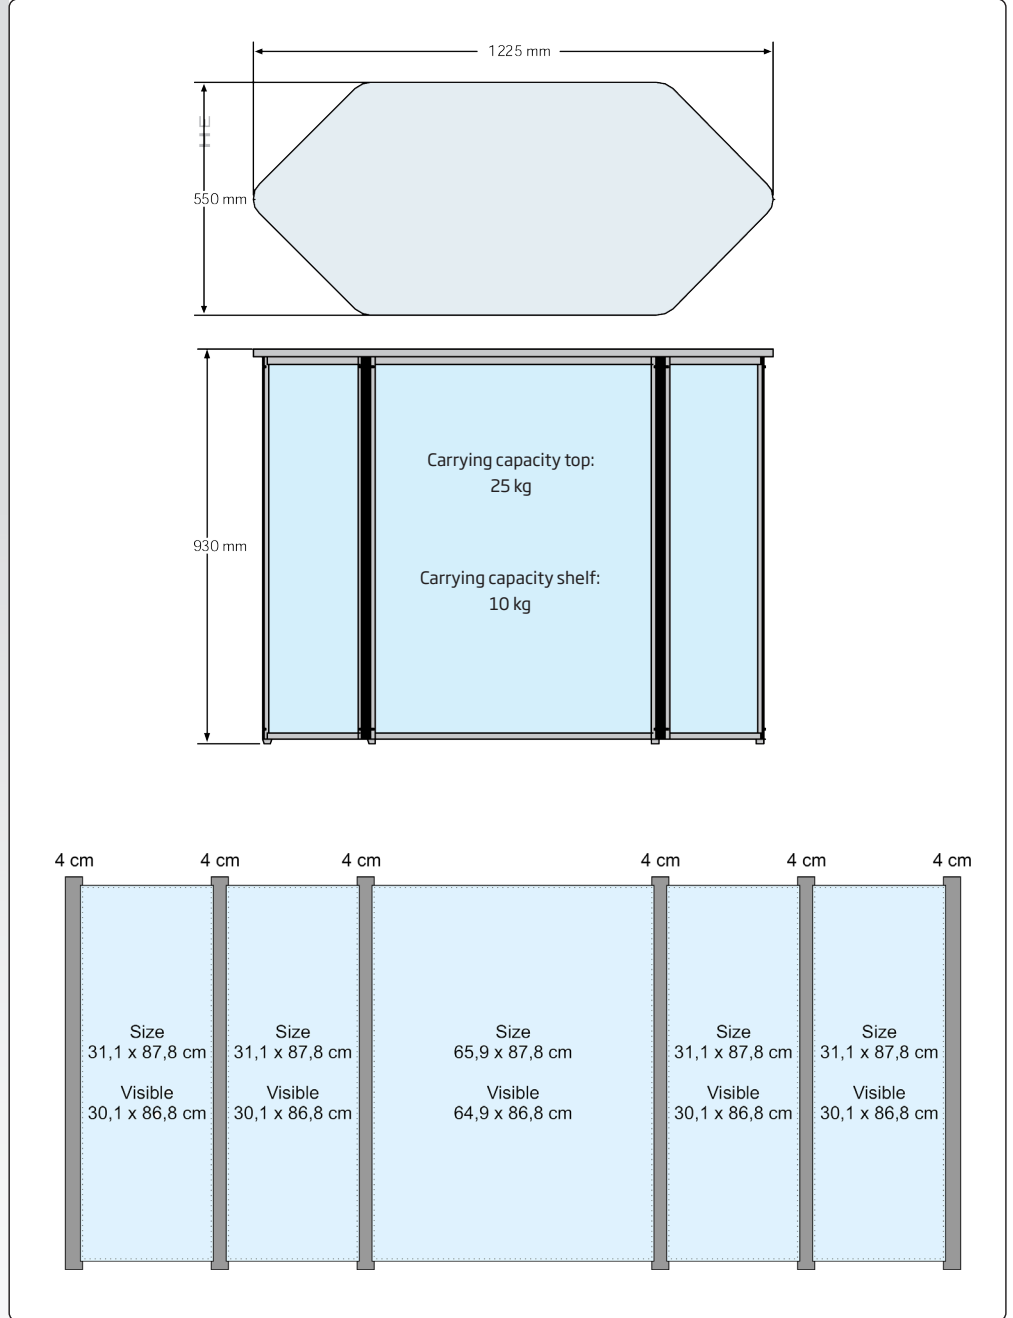 1225 mm
550 mm
Carrying capacity top:
25 kg
930 mm
Carrying capacity shelf:
10 kg
4 cm 4 cm 4 cm 4 cm 4 cm 4 cm
Size Size Size Size Size
31,1 x 87,8 cm 31,1 x 87,8 cm 65,9 x 87,8 cm 31,1 x 87,8 cm 31,1 x 87,8 cm
Visible Visible Visible Visible Visible
30,1 x 86,8 cm 30,1 x 86,8 cm 64,9 x 86,8 cm 30,1 x 86,8 cm 30,1 x 86,8 cm